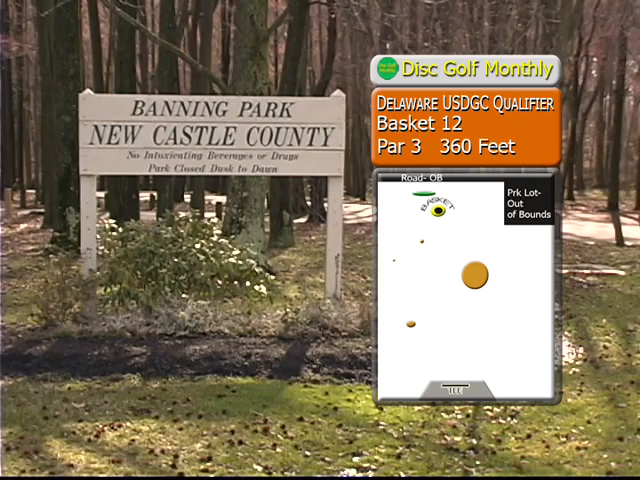 BANNING PARK
NEW CASTLE COUNTY
No Intoxicating Beverages or Drugs
Park Closed Dusk to Dawn
Disc Golf Monthly
DELAWARE USDGC QUALIFIER
Basket 12
Par 3 360 Feet
Road- OB
Prk Lot-
Out
of Bounds
BASKET
TEE